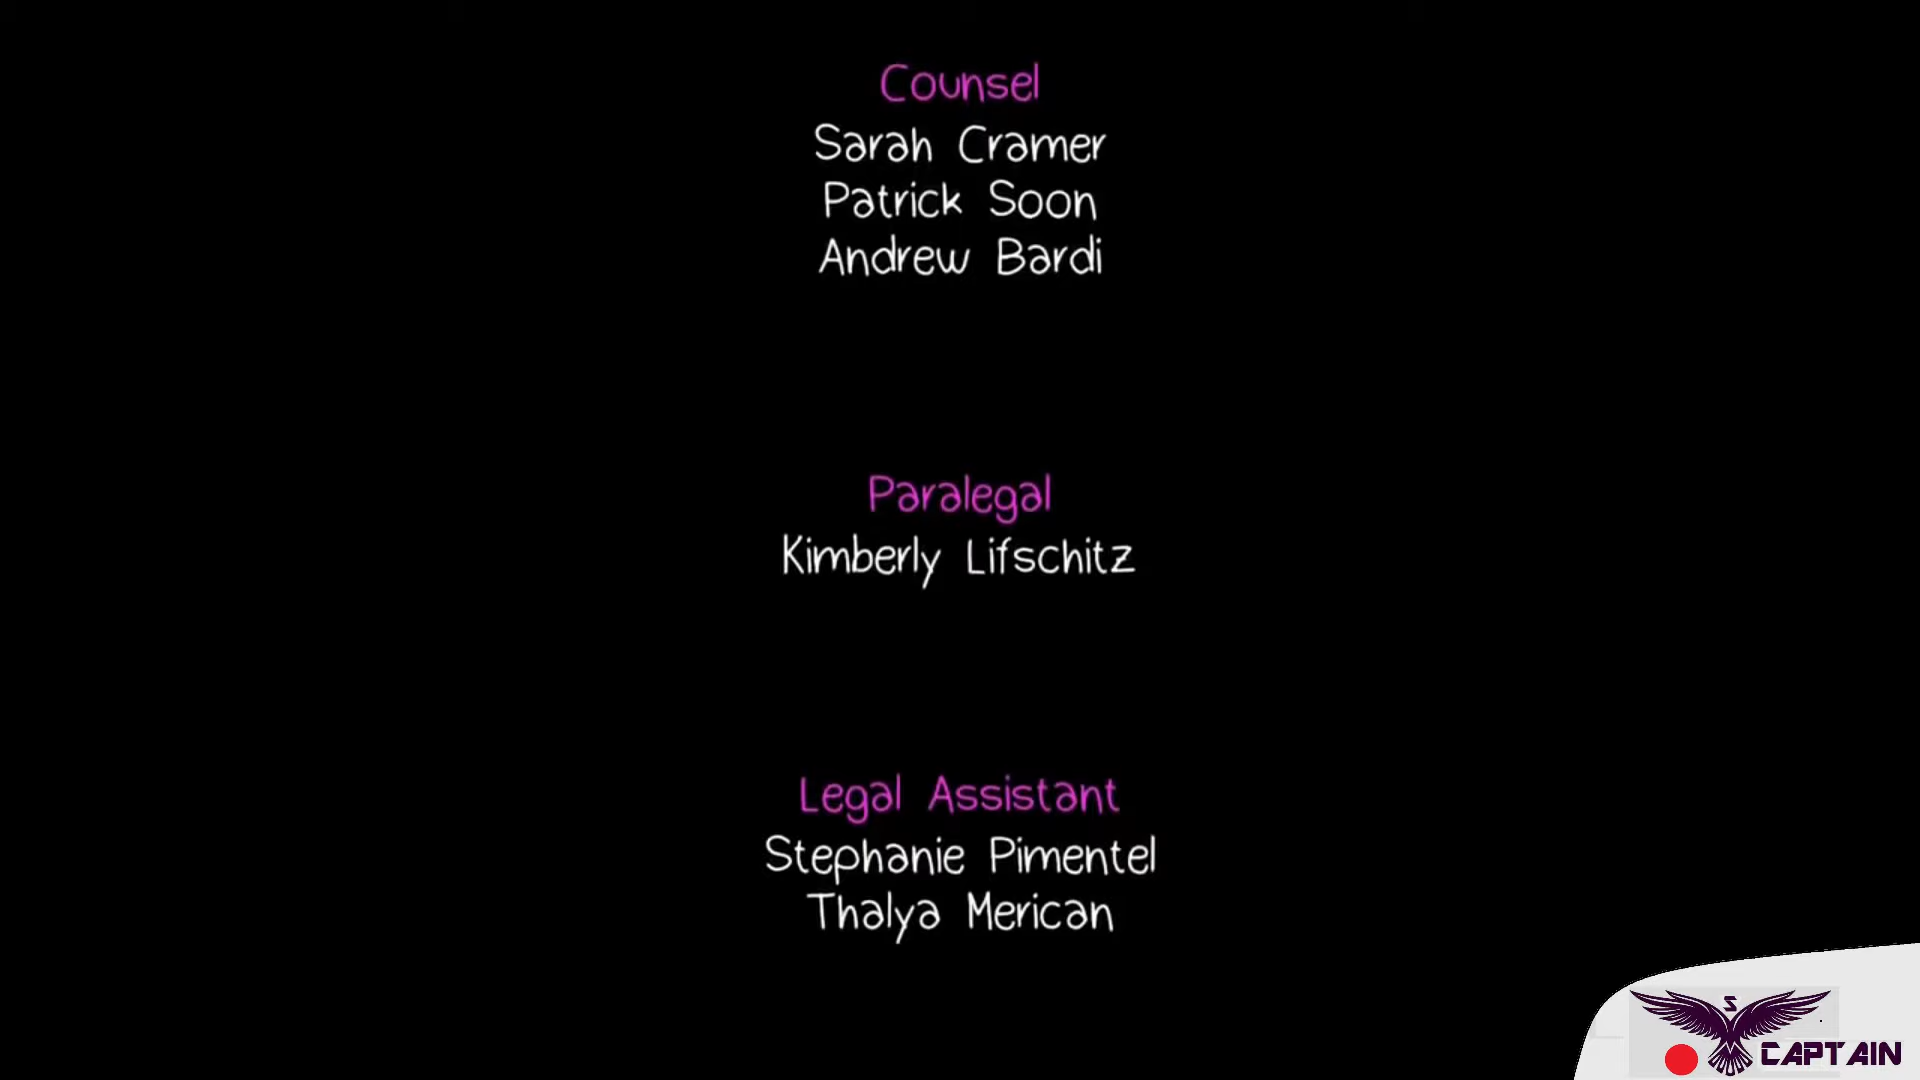 Counsel
Sarah Cramer
Patrick Soon
Andrew Bardi
Paralegal
Kimberly Lifschitz
Legal Assistant
Stephanie Pimentel
Thalya Merican
S
CAPTAIN